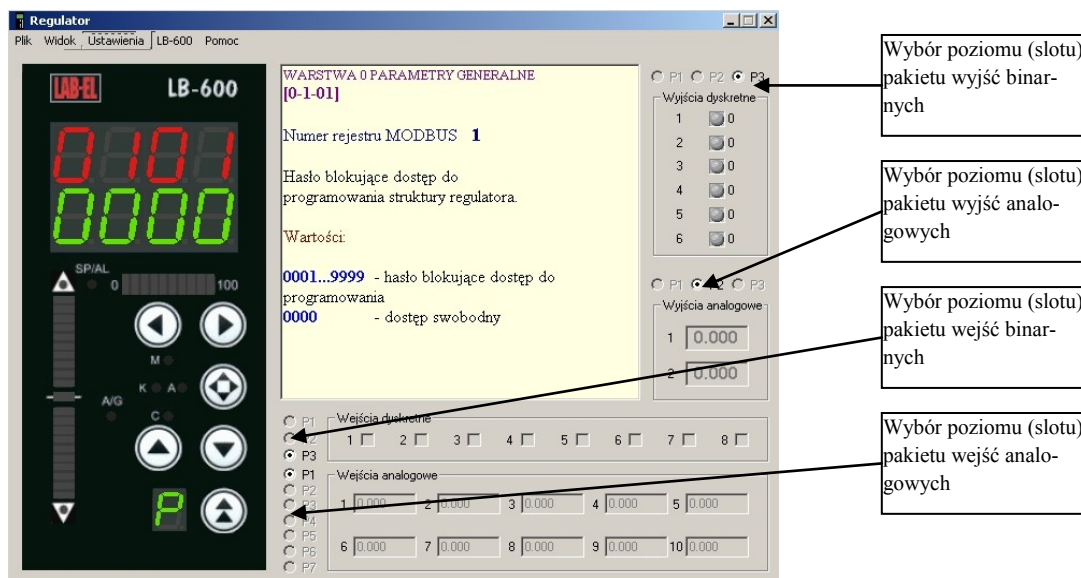 Regulator
Plik Widok Ustawienia LB-600 Pomoc
LAB-EL LB-600
0101
0000
SP/AL
0 100
M
K A
A/G
C
P
WARSTWA 0 PARAMETRY GENERALNE
[0-1-01]
Numer rejestru MODBUS 1
Hasło blokujące dostęp do
programowania struktury regulatora.
Wartości:
0001...9999 - hasło blokujące dostęp do
programowania
0000 - dostęp swobodny
P1 P2 P3
Wyjścia dyskretne
1 0
2 0
3 0
4 0
5 0
6 0
P1 P2 P3
Wyjścia analogowe
1 0.000
2 0.000
P1
P2
P3
Wejścia dyskretne
1 2 3 4 5 6 7 8
P1
P2
P3
P4
P5
P6
P7
Wejścia analogowe
1 0.000 2 0.000 3 0.000 4 0.000 5 0.000
6 0.000 7 0.000 8 0.000 9 0.000 10 0.000
Wybór poziomu (slotu)
pakietu wyjść binar-
nych
Wybór poziomu (slotu)
pakietu wyjść analo-
gowych
Wybór poziomu (slotu)
pakietu wejść binar-
nych
Wybór poziomu (slotu)
pakietu wejść analo-
gowych